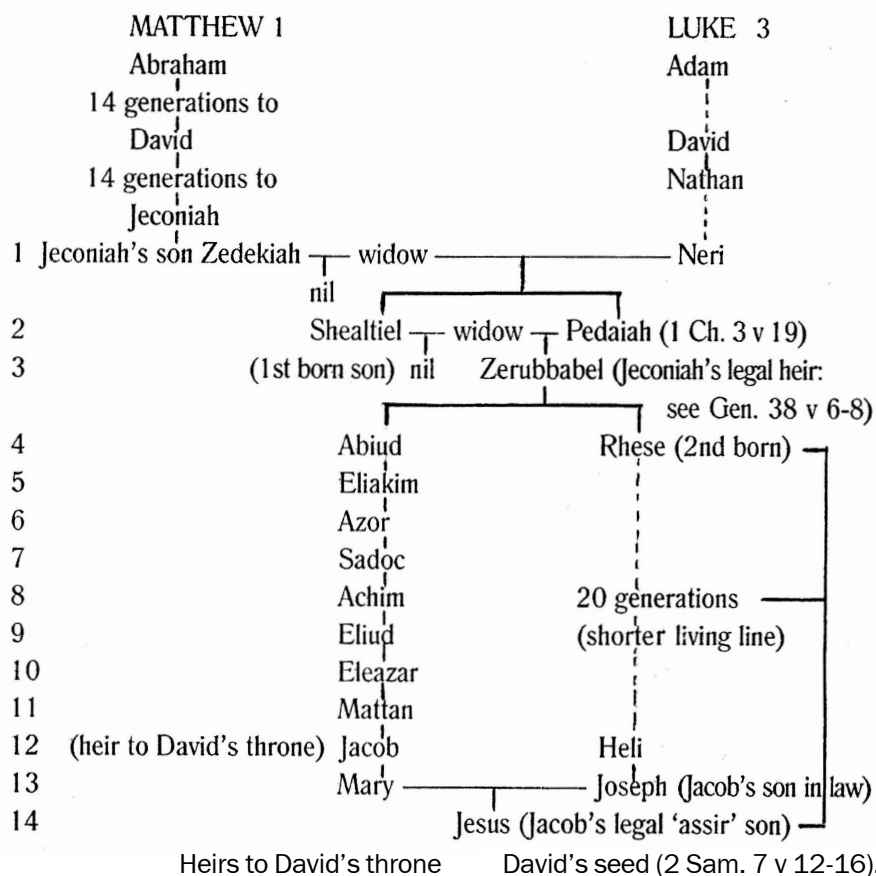 MATTHEW 1 LUKE 3
Abraham Adam
14 generations to
David David
14 generations to Nathan
Jeconiah
1 Jeconiah's son Zedekiah widow Neri
nil
2 Shealtiel widow Pedaiah (1 Ch. 3 v 19)
3 (1st born son) nil Zerubbabel (Jeconiah's legal heir:
see Gen. 38 v 6-8)
4 Abiud Rhese (2nd born)
5 Eliakim
6 Azor
7 Sadoc
8 Achim 20 generations
9 Eliud (shorter living line)
10 Eleazar
11 Mattan
12 (heir to David's throne) Jacob Heli
13 Mary Joseph (Jacob's son in law)
14 Jesus (Jacob's legal 'assir' son)
Heirs to David's throne David's seed (2 Sam. 7 v 12-16).